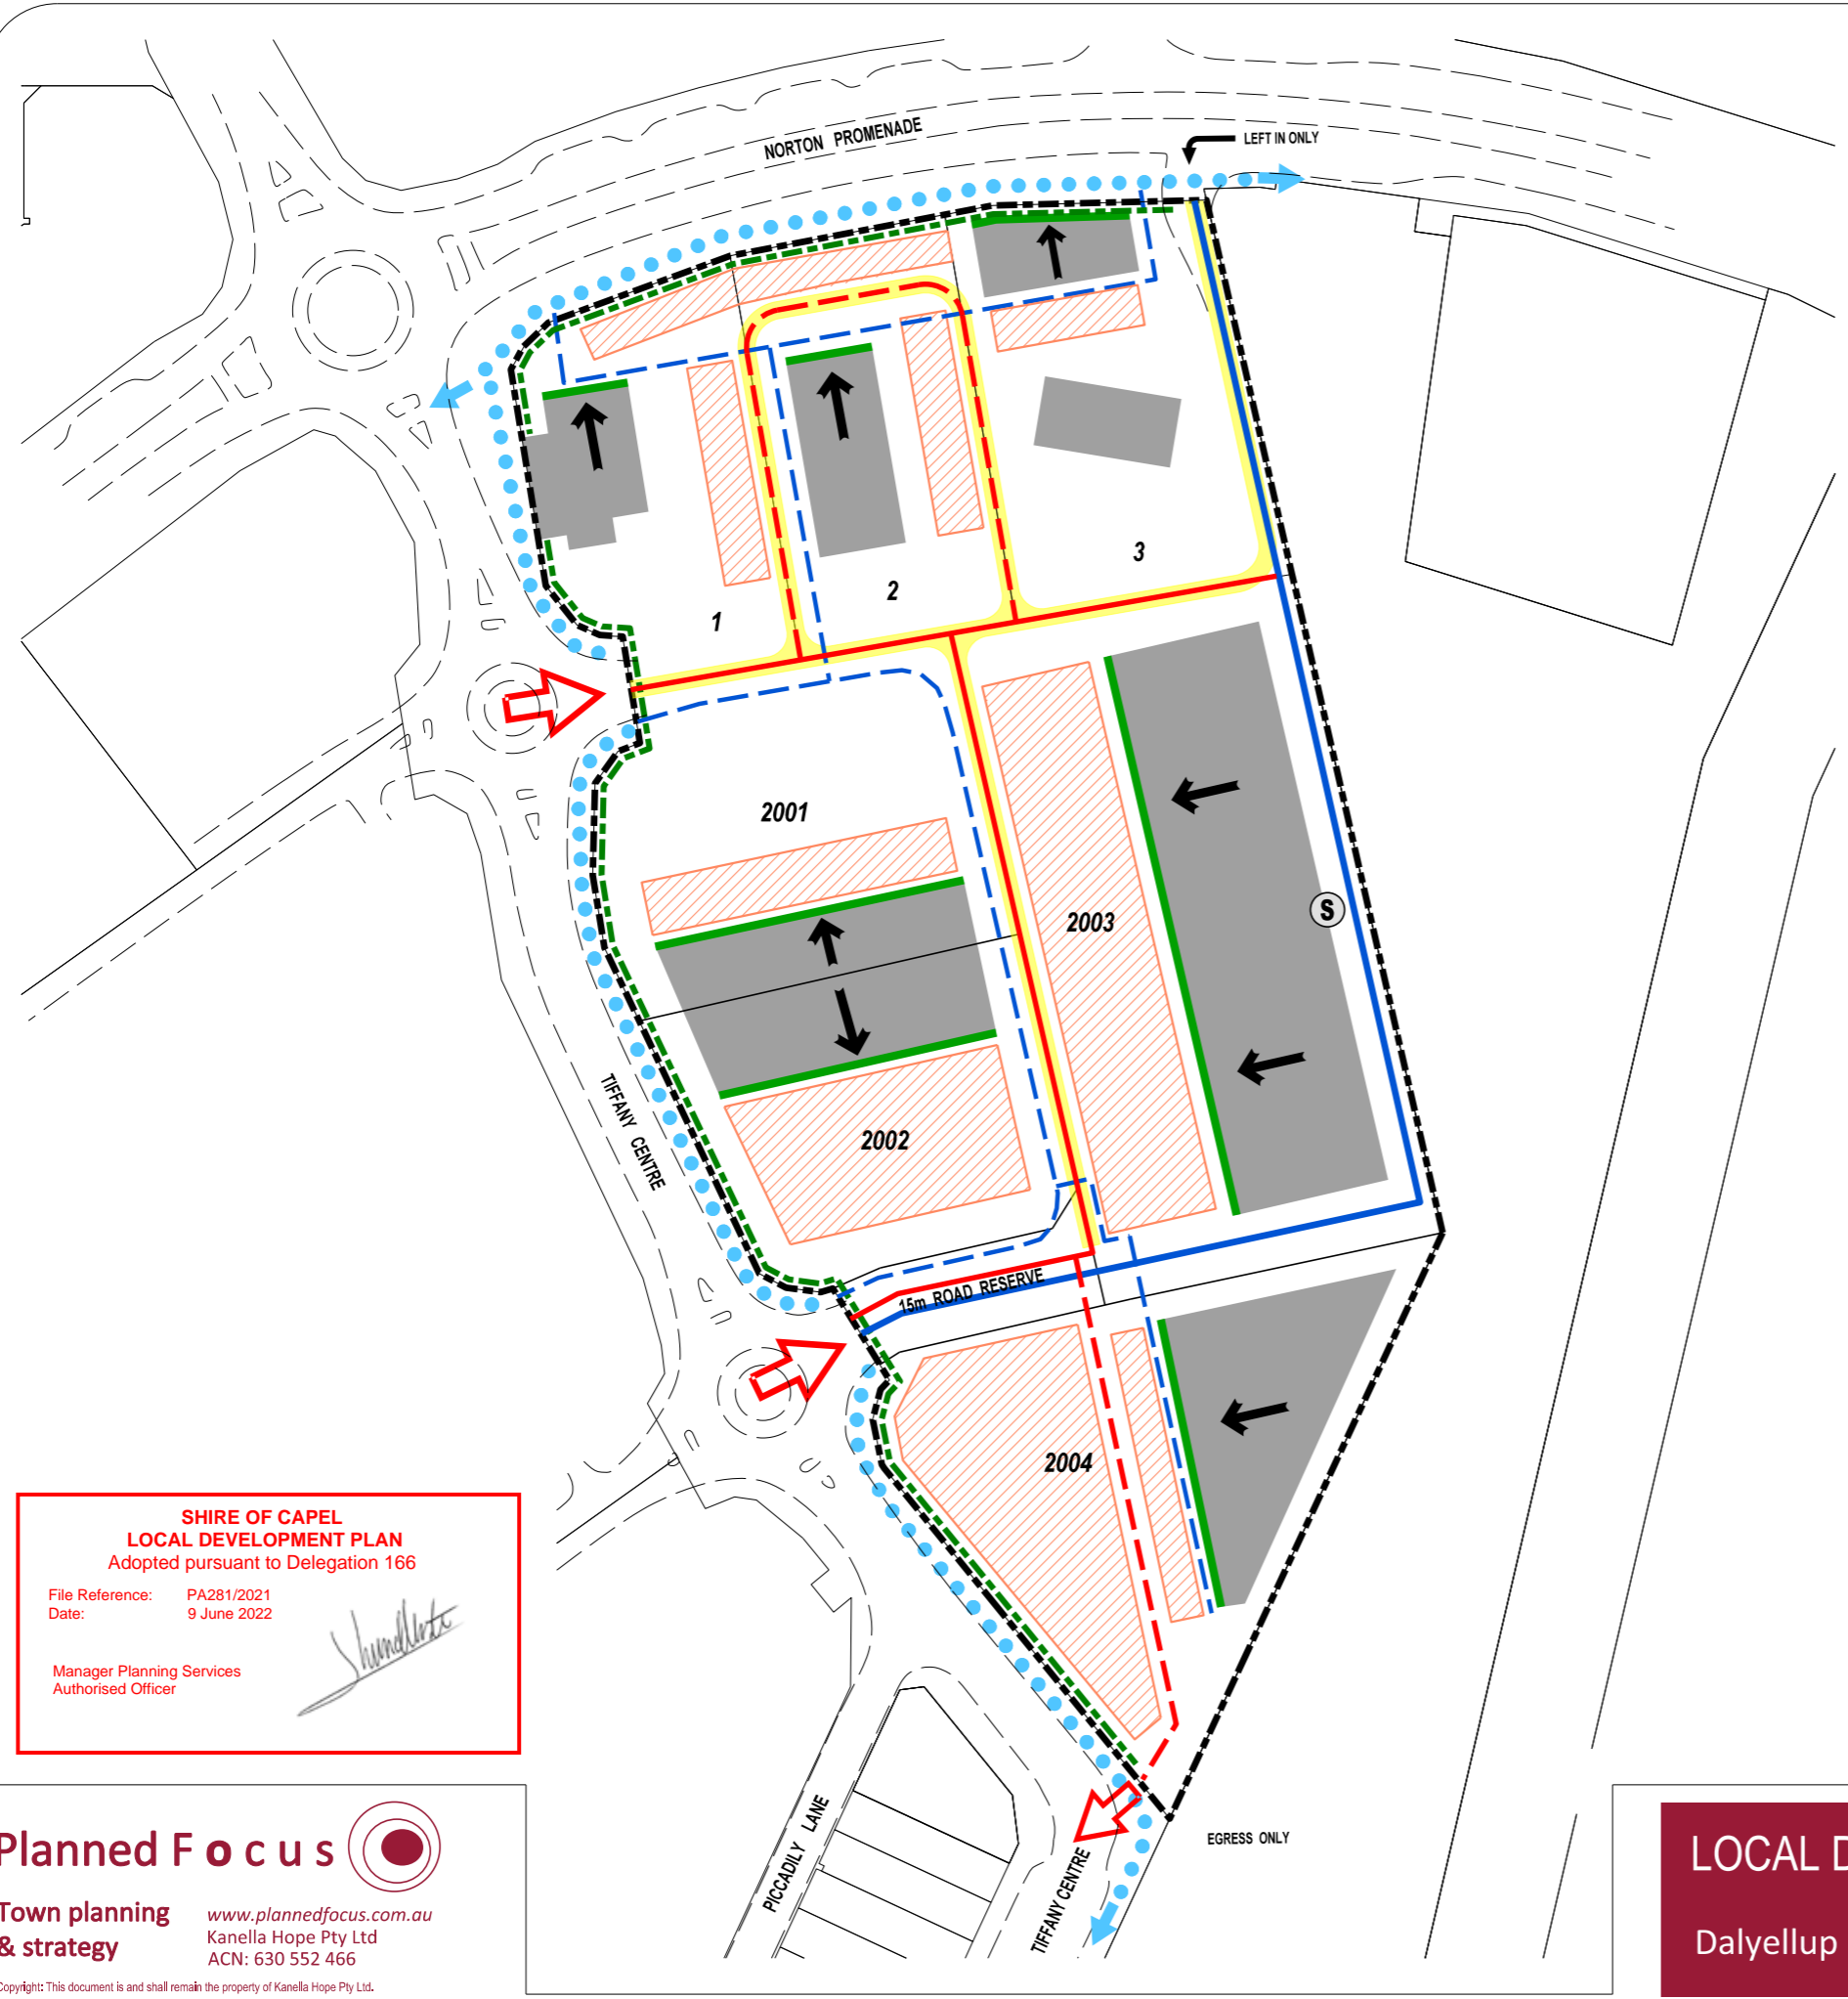 NORTON PROMENADE
LEFT IN ONLY
1
2
3
2001
2003
S
2002
TIFFANY CENTRE
15m ROAD RESERVE
2004
SHIRE OF CAPEL
LOCAL DEVELOPMENT PLAN
Adopted pursuant to Delegation 166
File Reference: PA281/2021
Date: 9 June 2022
Manager Planning Services
Authorised Officer
PICCADILY LANE
TIFFANY CENTRE
EGRESS ONLY
Planned Focus
Town planning
& strategy
www.plannedfocus.com.au
Kanella Hope Pty Ltd
ACN: 630 552 466
Copyright: This document is and shall remain the property of Kanella Hope Pty Ltd.
LOCAL D
Dalyellup